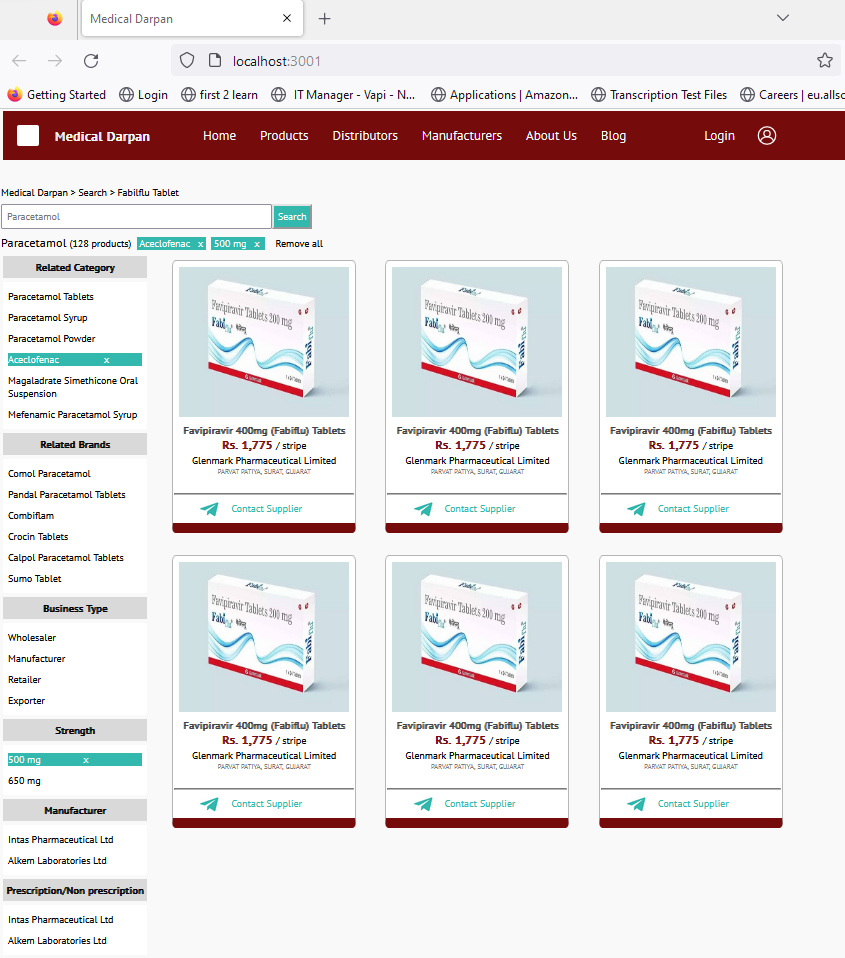 Medical Darpan
localhost:3001
Getting Started Login first 2 learn IT Manager - Vapi - N... Applications | Amazon... Transcription Test Files Careers | eu.allsc
Medical Darpan Home Products Distributors Manufacturers About Us Blog Login
Medical Darpan > Search > Fabilflu Tablet
Paracetamol Search
Paracetamol (128 products) Aceclofenac x 500 mg x Remove all
Related Category
Paracetamol Tablets
Paracetamol Syrup
Paracetamol Powder
Aceclofenac x
Magaladrate Simethicone Oral
Suspension
Mefenamic Paracetamol Syrup
Related Brands
Comol Paracetamol
Pandal Paracetamol Tablets
Combiflam
Crocin Tablets
Calpol Paracetamol Tablets
Sumo Tablet
Business Type
Wholesaler
Manufacturer
Retailer
Exporter
Strength
500 mg x
650 mg
Manufacturer
Intas Pharmaceutical Ltd
Alkem Laboratories Ltd
Prescription/Non prescription
Intas Pharmaceutical Ltd
Alkem Laboratories Ltd
Favipiravir Tablets 200 mg
Favipiravir 400mg (Fabiflu) Tablets
Rs. 1,775 / stripe
Glenmark Pharmaceutical Limited
PARVAT PATIYA, SURAT, GUJARAT
Contact Supplier
Favipiravir Tablets 200 mg
Favipiravir 400mg (Fabiflu) Tablets
Rs. 1,775 / stripe
Glenmark Pharmaceutical Limited
PARVAT PATIYA, SURAT, GUJARAT
Contact Supplier
Favipiravir Tablets 200 mg
Favipiravir 400mg (Fabiflu) Tablets
Rs. 1,775 / stripe
Glenmark Pharmaceutical Limited
PARVAT PATIYA, SURAT, GUJARAT
Contact Supplier
Favipiravir Tablets 200 mg
Favipiravir 400mg (Fabiflu) Tablets
Rs. 1,775 / stripe
Glenmark Pharmaceutical Limited
PARVAT PATIYA, SURAT, GUJARAT
Contact Supplier
Favipiravir Tablets 200 mg
Favipiravir 400mg (Fabiflu) Tablets
Rs. 1,775 / stripe
Glenmark Pharmaceutical Limited
PARVAT PATIYA, SURAT, GUJARAT
Contact Supplier
Favipiravir Tablets 200 mg
Favipiravir 400mg (Fabiflu) Tablets
Rs. 1,775 / stripe
Glenmark Pharmaceutical Limited
PARVAT PATIYA, SURAT, GUJARAT
Contact Supplier